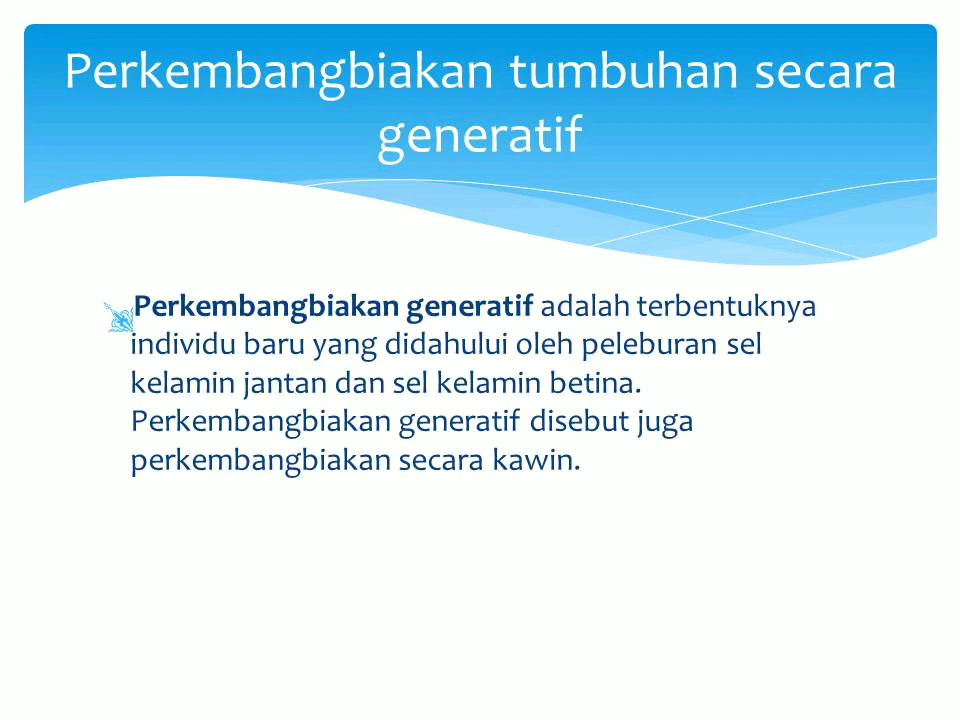 Perkembangbiakan tumbuhan secara
generatif
Perkembangbiakan generatif adalah terbentuknya
individu baru yang didahului oleh peleburan sel
kelamin jantan dan sel kelamin betina.
Perkembangbiakan generatif disebut juga
perkembangbiakan secara kawin.